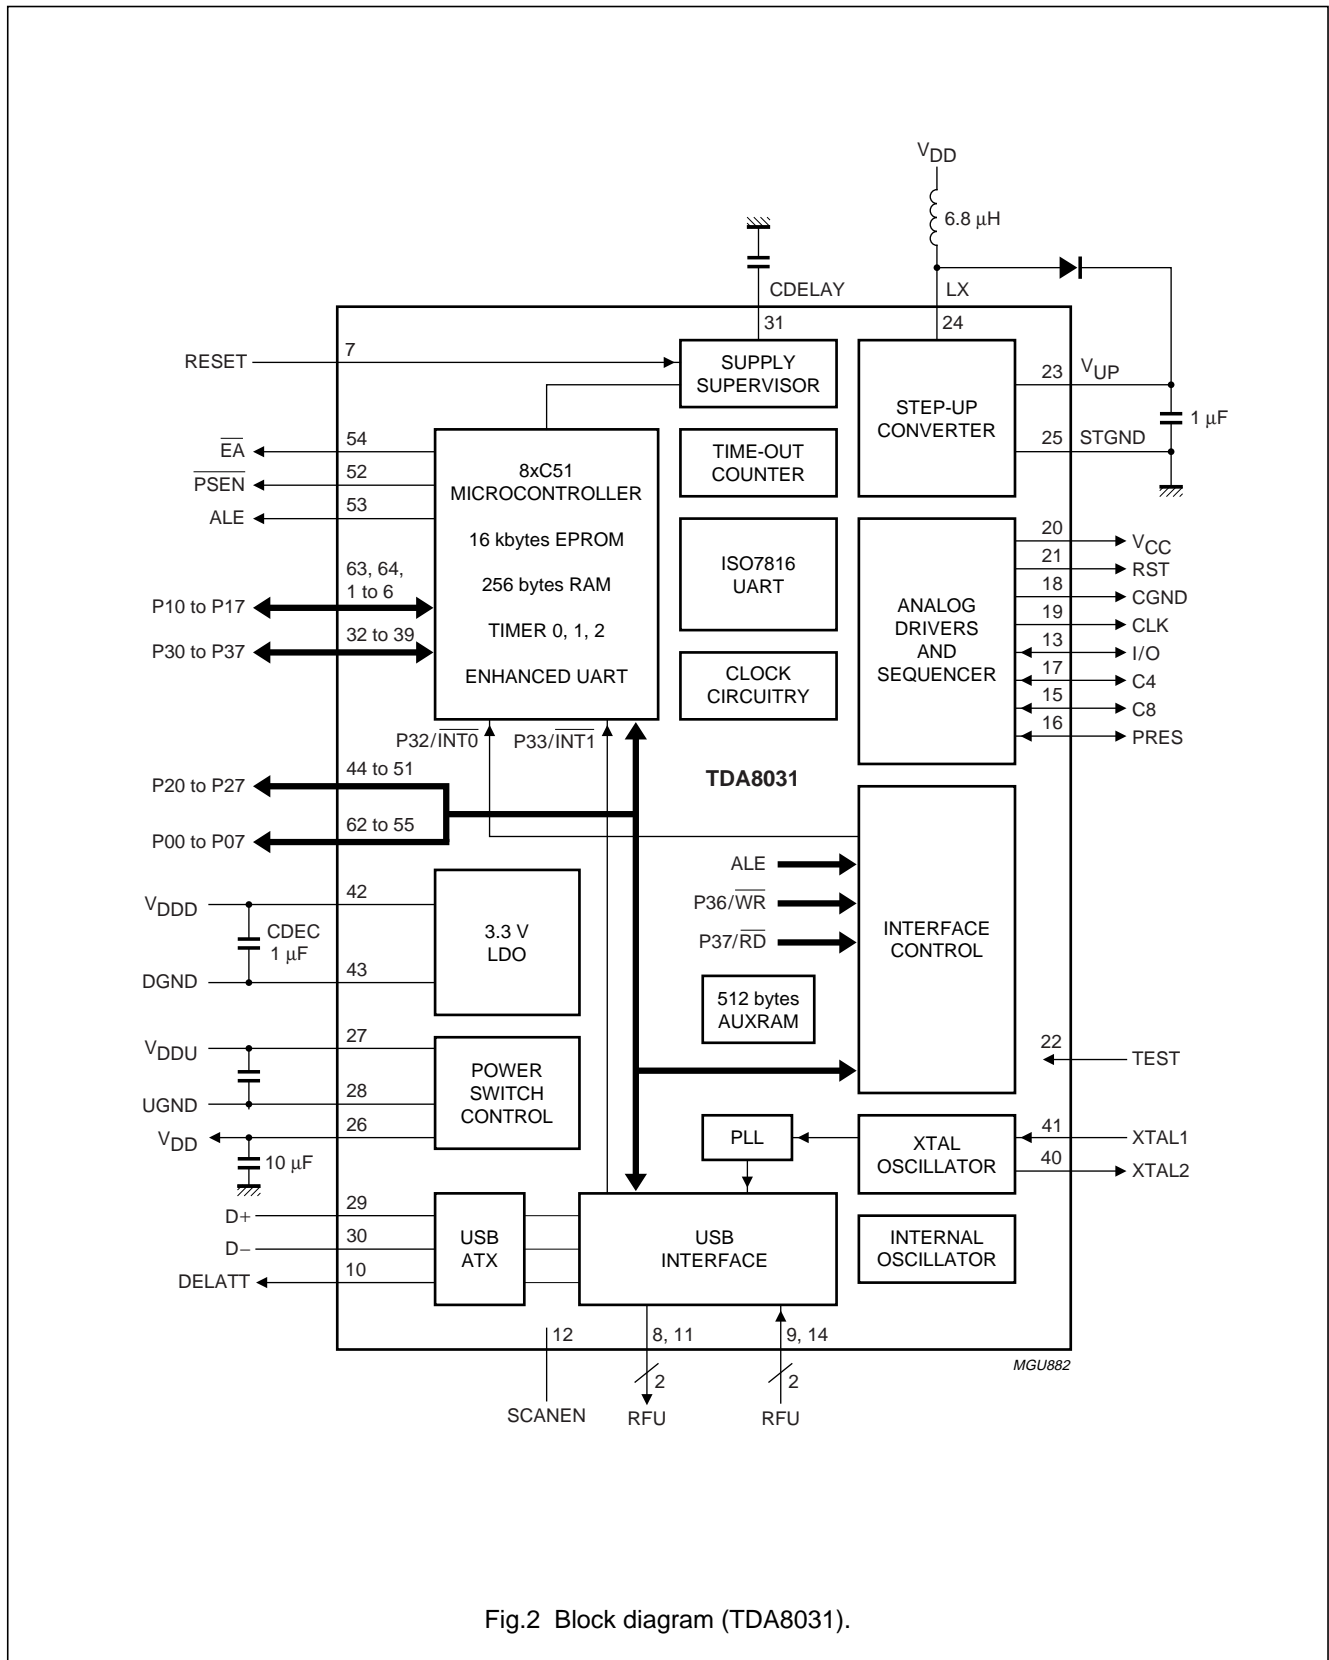 VDD
6.8 μH
CDELAY
LX
31
24
RESET
7
SUPPLY
SUPERVISOR
STEP-UP
CONVERTER
23
VUP
1 μF
25
STGND
EA
54
PSEN
52
ALE
53
8xC51
MICROCONTROLLER
16 kbytes EPROM
256 bytes RAM
TIMER 0, 1, 2
ENHANCED UART
TIME-OUT
COUNTER
ISO7816
UART
CLOCK
CIRCUITRY
ANALOG
DRIVERS
AND
SEQUENCER
20
VCC
21
RST
18
CGND
19
CLK
13
I/O
17
C4
15
C8
16
PRES
63, 64,
1 to 6
P10 to P17
32 to 39
P30 to P37
P32/INT0
P33/INT1
TDA8031
44 to 51
P20 to P27
62 to 55
P00 to P07
ALE
P36/WR
P37/RD
INTERFACE
CONTROL
512 bytes
AUXRAM
VDDD
42
CDEC
1 μF
DGND
43
3.3 V
LDO
VDDU
27
UGND
28
VDD
26
10 μF
POWER
SWITCH
CONTROL
22
TEST
PLL
XTAL
OSCILLATOR
41
XTAL1
40
XTAL2
D+
29
D−
30
DELATT
10
USB
ATX
USB
INTERFACE
INTERNAL
OSCILLATOR
12
8, 11
9, 14
2
2
SCANEN
RFU
RFU
MGU882
Fig.2 Block diagram (TDA8031).